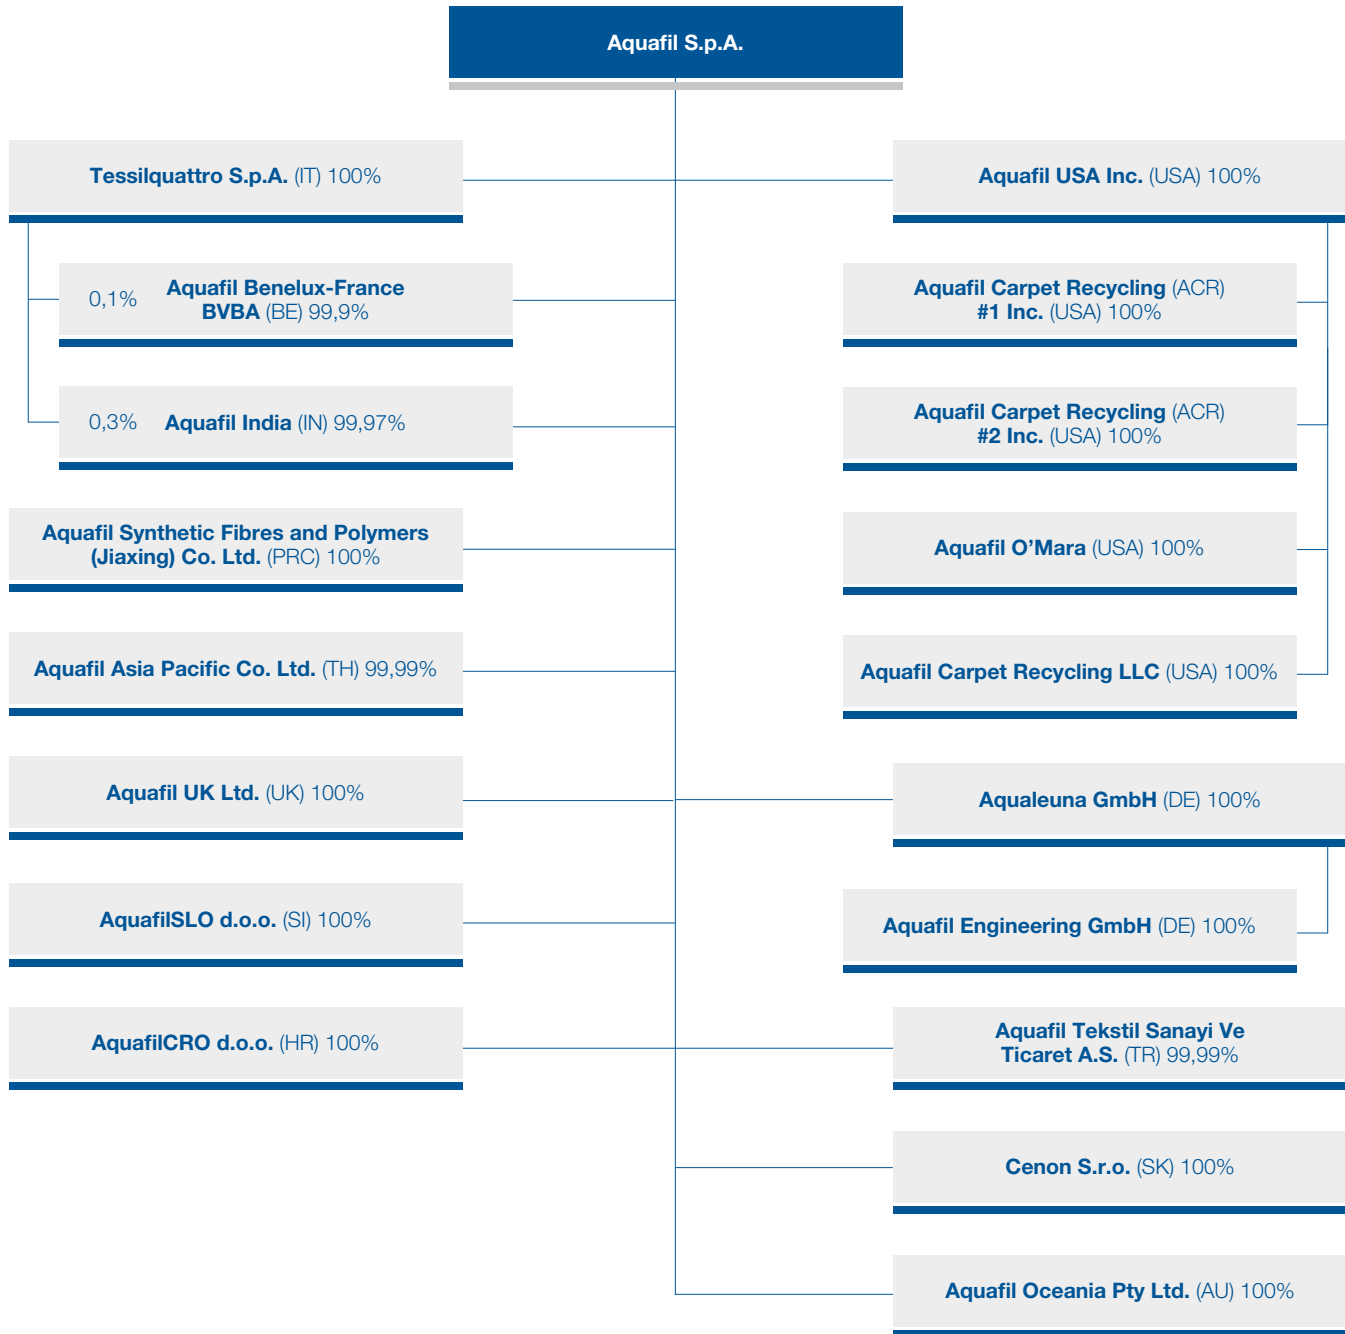 Aquafil S.p.A.
Tessilquattro S.p.A. (IT) 100%
0,1%
Aquafil Benelux-France
BVBA (BE) 99,9%
0,3%
Aquafil India (IN) 99,97%
Aquafil Synthetic Fibres and Polymers
(Jiaxing) Co. Ltd. (PRC) 100%
Aquafil Asia Pacific Co. Ltd. (TH) 99,99%
Aquafil UK Ltd. (UK) 100%
AquafilSLO d.o.o. (SI) 100%
AquafilCRO d.o.o. (HR) 100%
Aquafil USA Inc. (USA) 100%
Aquafil Carpet Recycling (ACR)
#1 Inc. (USA) 100%
Aquafil Carpet Recycling (ACR)
#2 Inc. (USA) 100%
Aquafil O’Mara (USA) 100%
Aquafil Carpet Recycling LLC (USA) 100%
Aqualeuna GmbH (DE) 100%
Aquafil Engineering GmbH (DE) 100%
Aquafil Tekstil Sanayi Ve
Ticaret A.S. (TR) 99,99%
Cenon S.r.o. (SK) 100%
Aquafil Oceania Pty Ltd. (AU) 100%